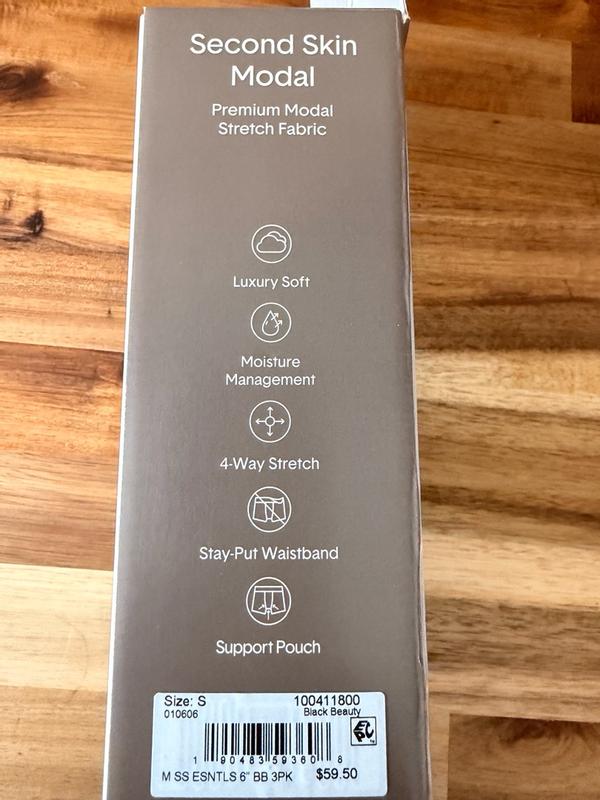 Second Skin
Modal
Premium Modal
Stretch Fabric
Luxury Soft
Moisture
Management
4-Way Stretch
Stay-Put Waistband
Support Pouch
Size: S 100411800
010606 Black Beauty
1 90483 59360 8
M SS ESNTLS 6" BB 3PK $59.50